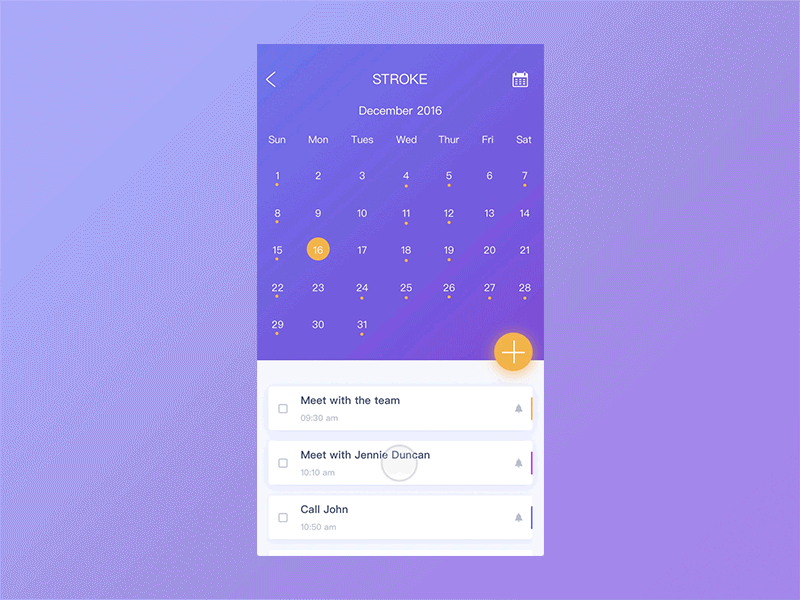 STROKE
December 2016
Sun Mon Tues Wed Thur Fri Sat
1 2 3 4 5 6 7
8 9 10 11 12 13 14
15 16 17 18 19 20 21
22 23 24 25 26 27 28
29 30 31
Meet with the team
09:30 am
Meet with Jennie Duncan
10:10 am
Call John
10:50 am